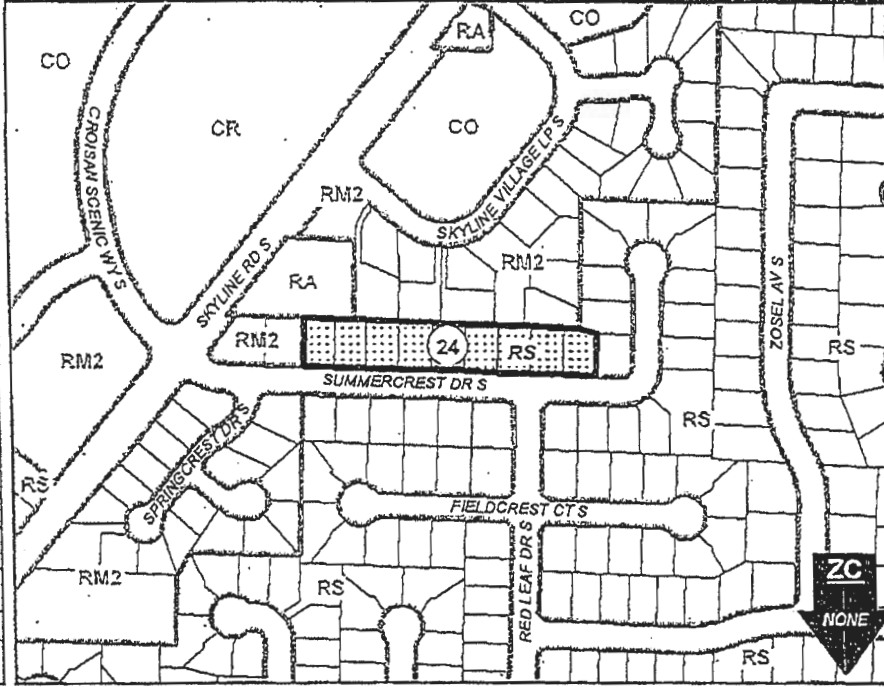 RA
CO
CO
CR
CO
CROISAN SCENIC WY S
SKYLINE VILLAGE LP S
RM2
SKYLINE RD S
RM2
RA
ZOSEL AV S
RM2
24
RS
RS
RM2
SUMMERCREST DR S
RS
SPRINGCREST DR S
RS
FIELDCREST CT S
RED LEAF DR S
RM2
RS
ZC
NONE
RS